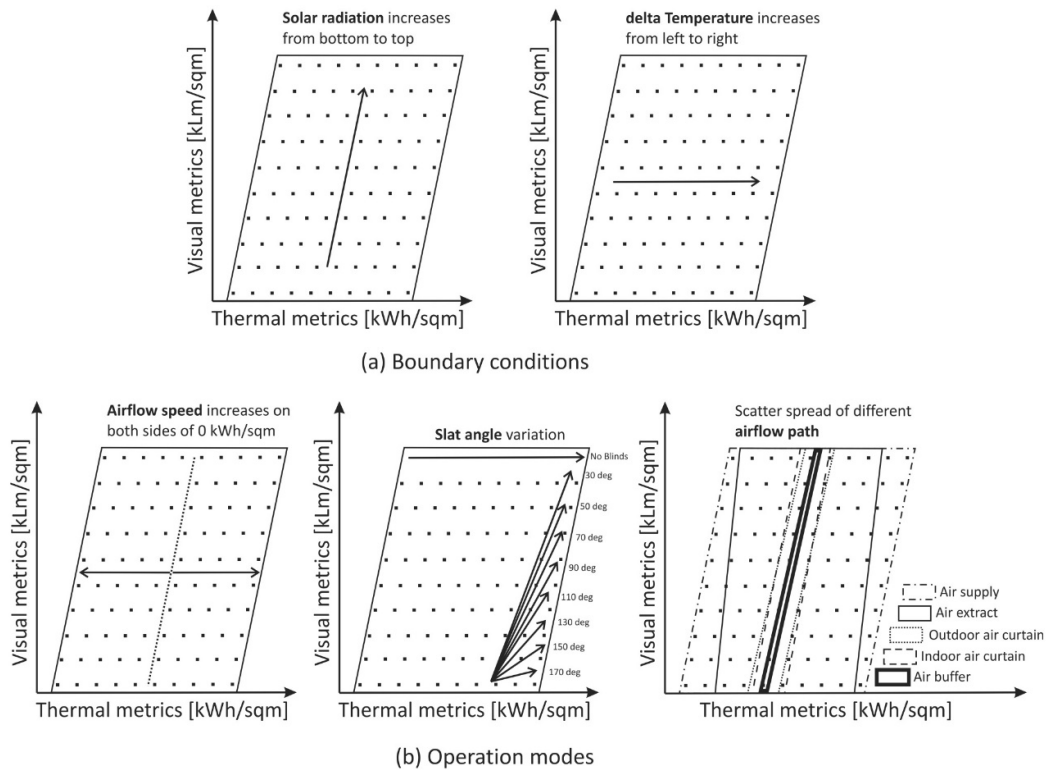 Solar radiation increases
from bottom to top
Visual metrics [kLm/sqm]
Thermal metrics [kWh/sqm]
delta Temperature increases
from left to right
Visual metrics [kLm/sqm]
Thermal metrics [kWh/sqm]
(a) Boundary conditions
Airflow speed increases on
both sides of 0 kWh/sqm
Visual metrics [kLm/sqm]
Thermal metrics [kWh/sqm]
Slat angle variation
No Blinds
30 deg
50 deg
70 deg
90 deg
110 deg
130 deg
150 deg
170 deg
Visual metrics [kLm/sqm]
Thermal metrics [kWh/sqm]
Scatter spread of different
airflow path
Air supply
Air extract
Outdoor air curtain
Indoor air curtain
Air buffer
Visual metrics [kLm/sqm]
Thermal metrics [kWh/sqm]
(b) Operation modes